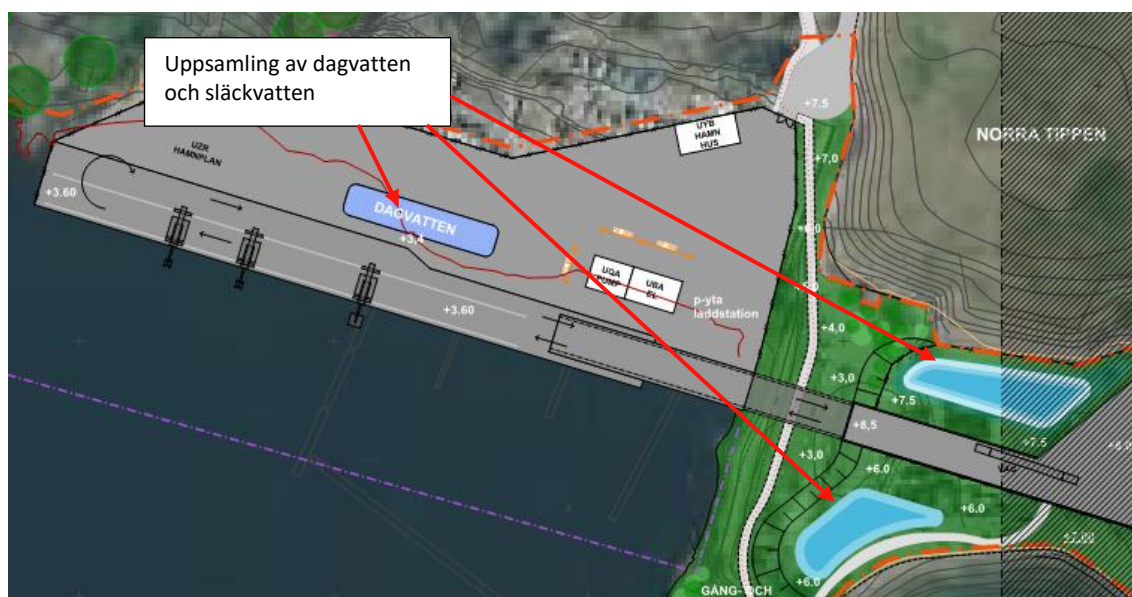 Uppsamling av dagvatten
och släckvatten
+7.5
UYB
HAMN
HUS
NORRA TIPPEN
UZR
HAMNPLAN
+7,0
+3.60
DAGVATTEN
+3,4
UQA
PUMP
UBA
EL
p-yta
laddstation
+3.60
+4,0
+3,0
+7.5
+8,5
+7.5
+3,0
+6.0
+6.0
+6.0
GÅNG- OCH